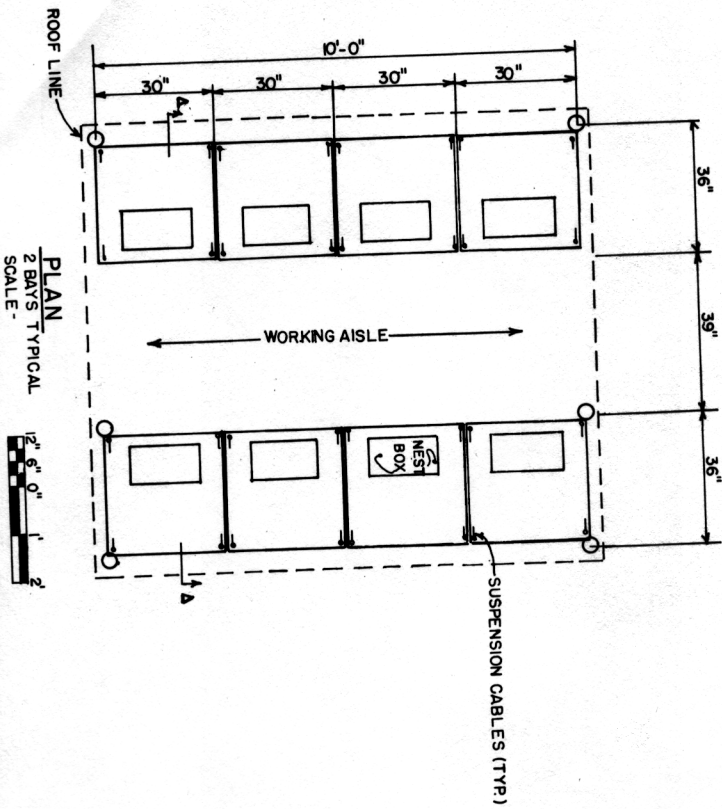 10'-0"
30"
30"
30"
30"
ROOF LINE
A
36"
39"
36"
WORKING AISLE
NEST
BOX
A
SUSPENSION CABLES (TYP.)
PLAN
2 BAYS TYPICAL
SCALE-
12" 6" 0" 1' 2'